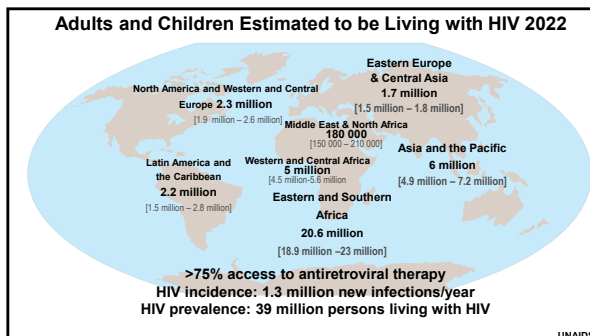 Adults and Children Estimated to be Living with HIV 2022
Eastern Europe
& Central Asia
1.7 million
[1.5 million – 1.8 million]
North America and Western and Central
Europe 2.3 million
[1.9 million – 2.6 million]
Middle East & North Africa
180 000
[150 000 – 210 000]
Asia and the Pacific
6 million
[4.9 million – 7.2 million]
Latin America and
the Caribbean
2.2 million
[1.5 million – 2.8 million]
Western and Central Africa
5 million
[4.5 million-5.6 million
Eastern and Southern
Africa
20.6 million
[18.9 million –23 million]
>75% access to antiretroviral therapy
HIV incidence: 1.3 million new infections/year
HIV prevalence: 39 million persons living with HIV
UNAIDS